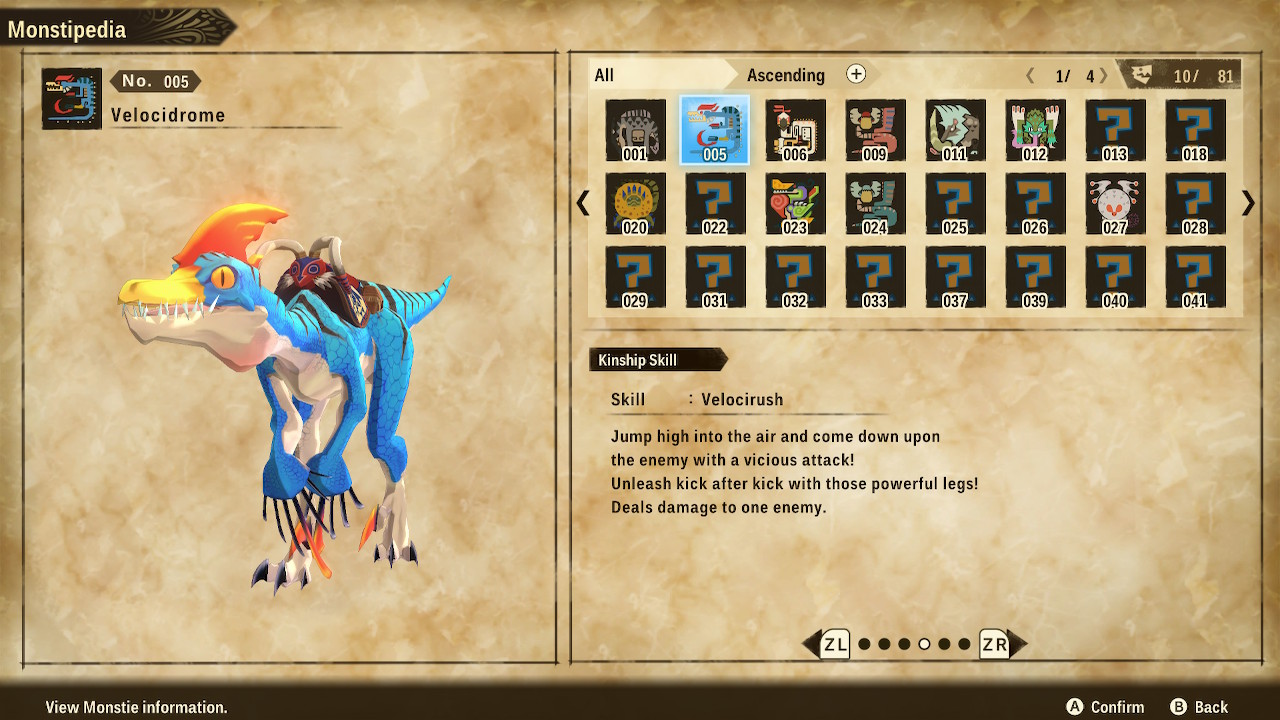 Monstipedia
No. 005
Velocidrome
All
Ascending
1/ 4
10/ 81
001 005 006 009 011 012 013 018
020 022 023 024 025 026 027 028
029 031 032 033 037 039 040 041
Kinship Skill
Skill : Velocirush
Jump high into the air and come down upon
the enemy with a vicious attack!
Unleash kick after kick with those powerful legs!
Deals damage to one enemy.
ZL ZR
View Monstie information.
A Confirm B Back